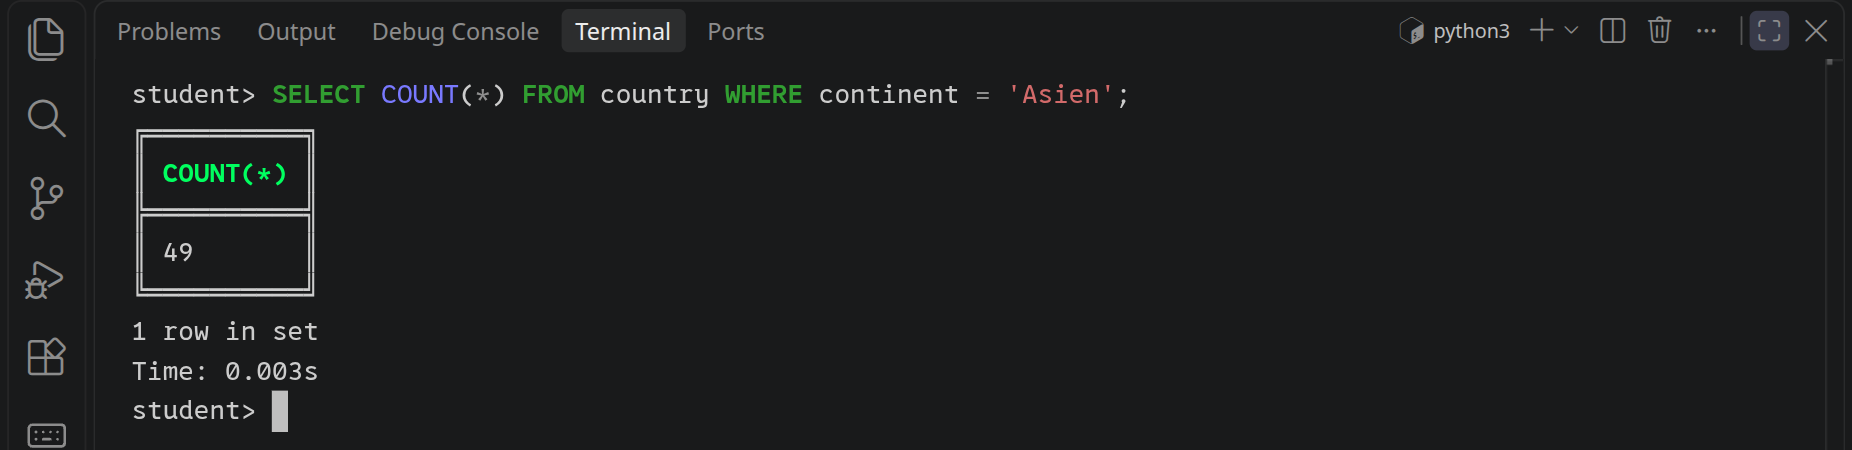 Problems Output Debug Console Terminal Ports python3
student> SELECT COUNT(*) FROM country WHERE continent = 'Asien';
COUNT(*)
49
1 row in set
Time: 0.003s
student>